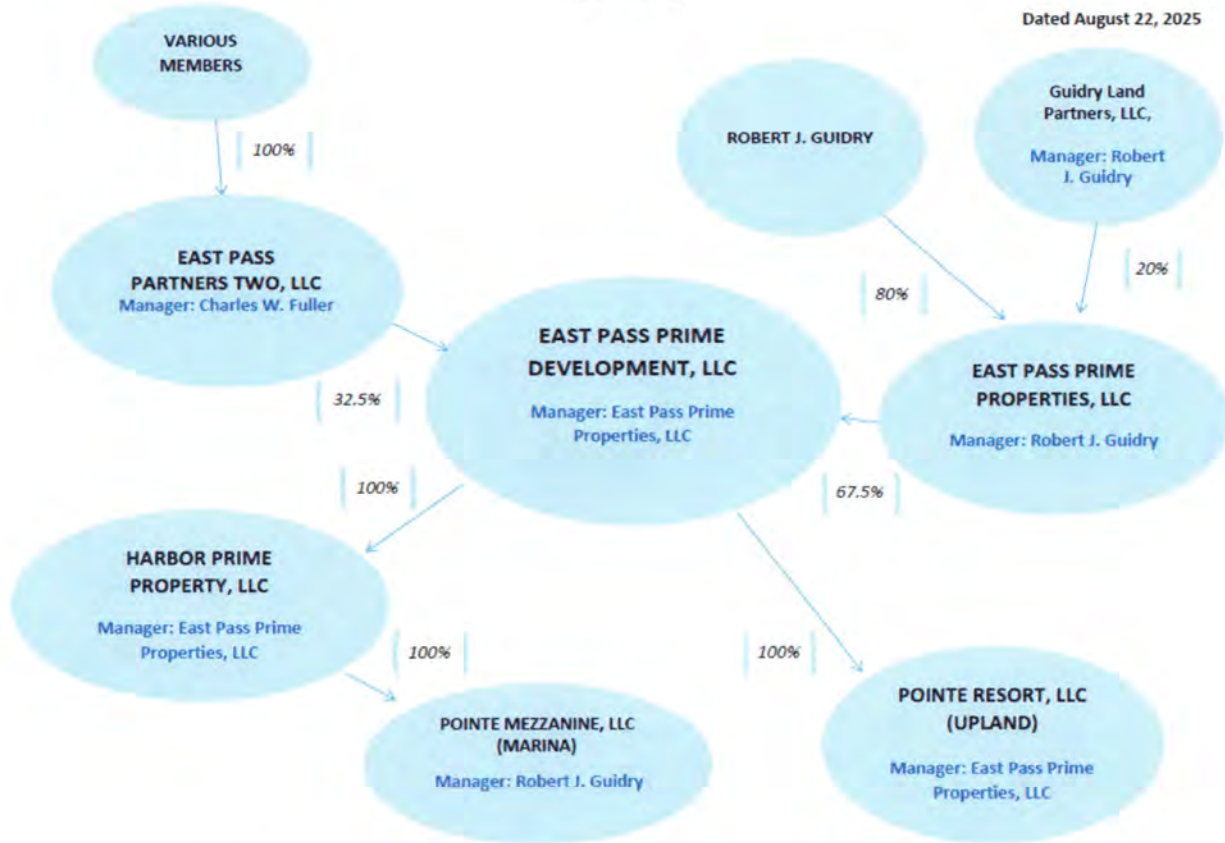 Dated August 22, 2025
VARIOUS
MEMBERS
100%
ROBERT J. GUIDRY
Guidry Land
Partners, LLC,
Manager: Robert
J. Guidry
EAST PASS
PARTNERS TWO, LLC
Manager: Charles W. Fuller
80%
20%
32.5%
EAST PASS PRIME
DEVELOPMENT, LLC
Manager: East Pass Prime
Properties, LLC
EAST PASS PRIME
PROPERTIES, LLC
Manager: Robert J. Guidry
100%
67.5%
HARBOR PRIME
PROPERTY, LLC
Manager: East Pass Prime
Properties, LLC
100%
100%
POINTE MEZZANINE, LLC
(MARINA)
Manager: Robert J. Guidry
POINTE RESORT, LLC
(UPLAND)
Manager: East Pass Prime
Properties, LLC